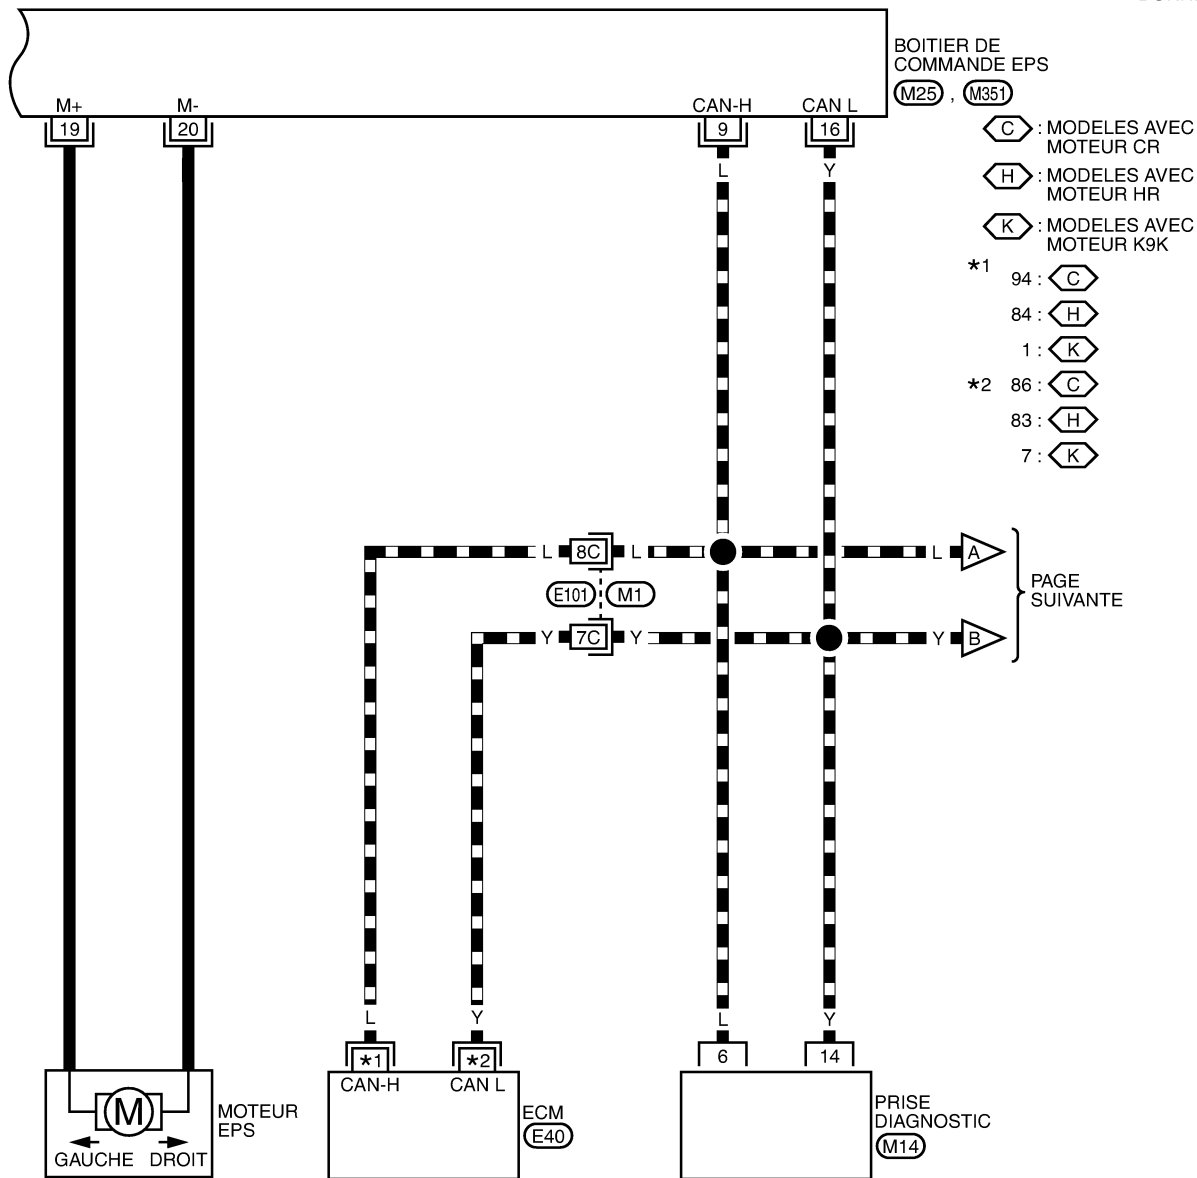 BOITIER DE
COMMANDE EPS
M25 , M351
M+ M- CAN-H CAN L
19 20 9 16
L Y
C : MODELES AVEC
MOTEUR CR
H : MODELES AVEC
MOTEUR HR
K : MODELES AVEC
MOTEUR K9K
*1
94 : C
84 : H
1 : K
*2 86 : C
83 : H
7 : K
L 8C L L A
E101 M1
PAGE
SUIVANTE
Y 7C Y Y B
L Y L Y
*1 *2 6 14
CAN-H CAN L
M
MOTEUR
EPS
GAUCHE DROIT
ECM
E40
PRISE
DIAGNOSTIC
M14